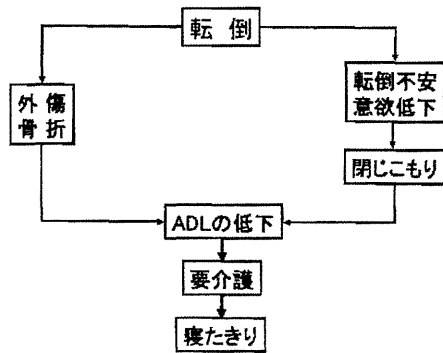 転 倒
外 傷
骨 折
転倒不安
意欲低下
閉じこもり
ADLの低下
要介護
寝たきり